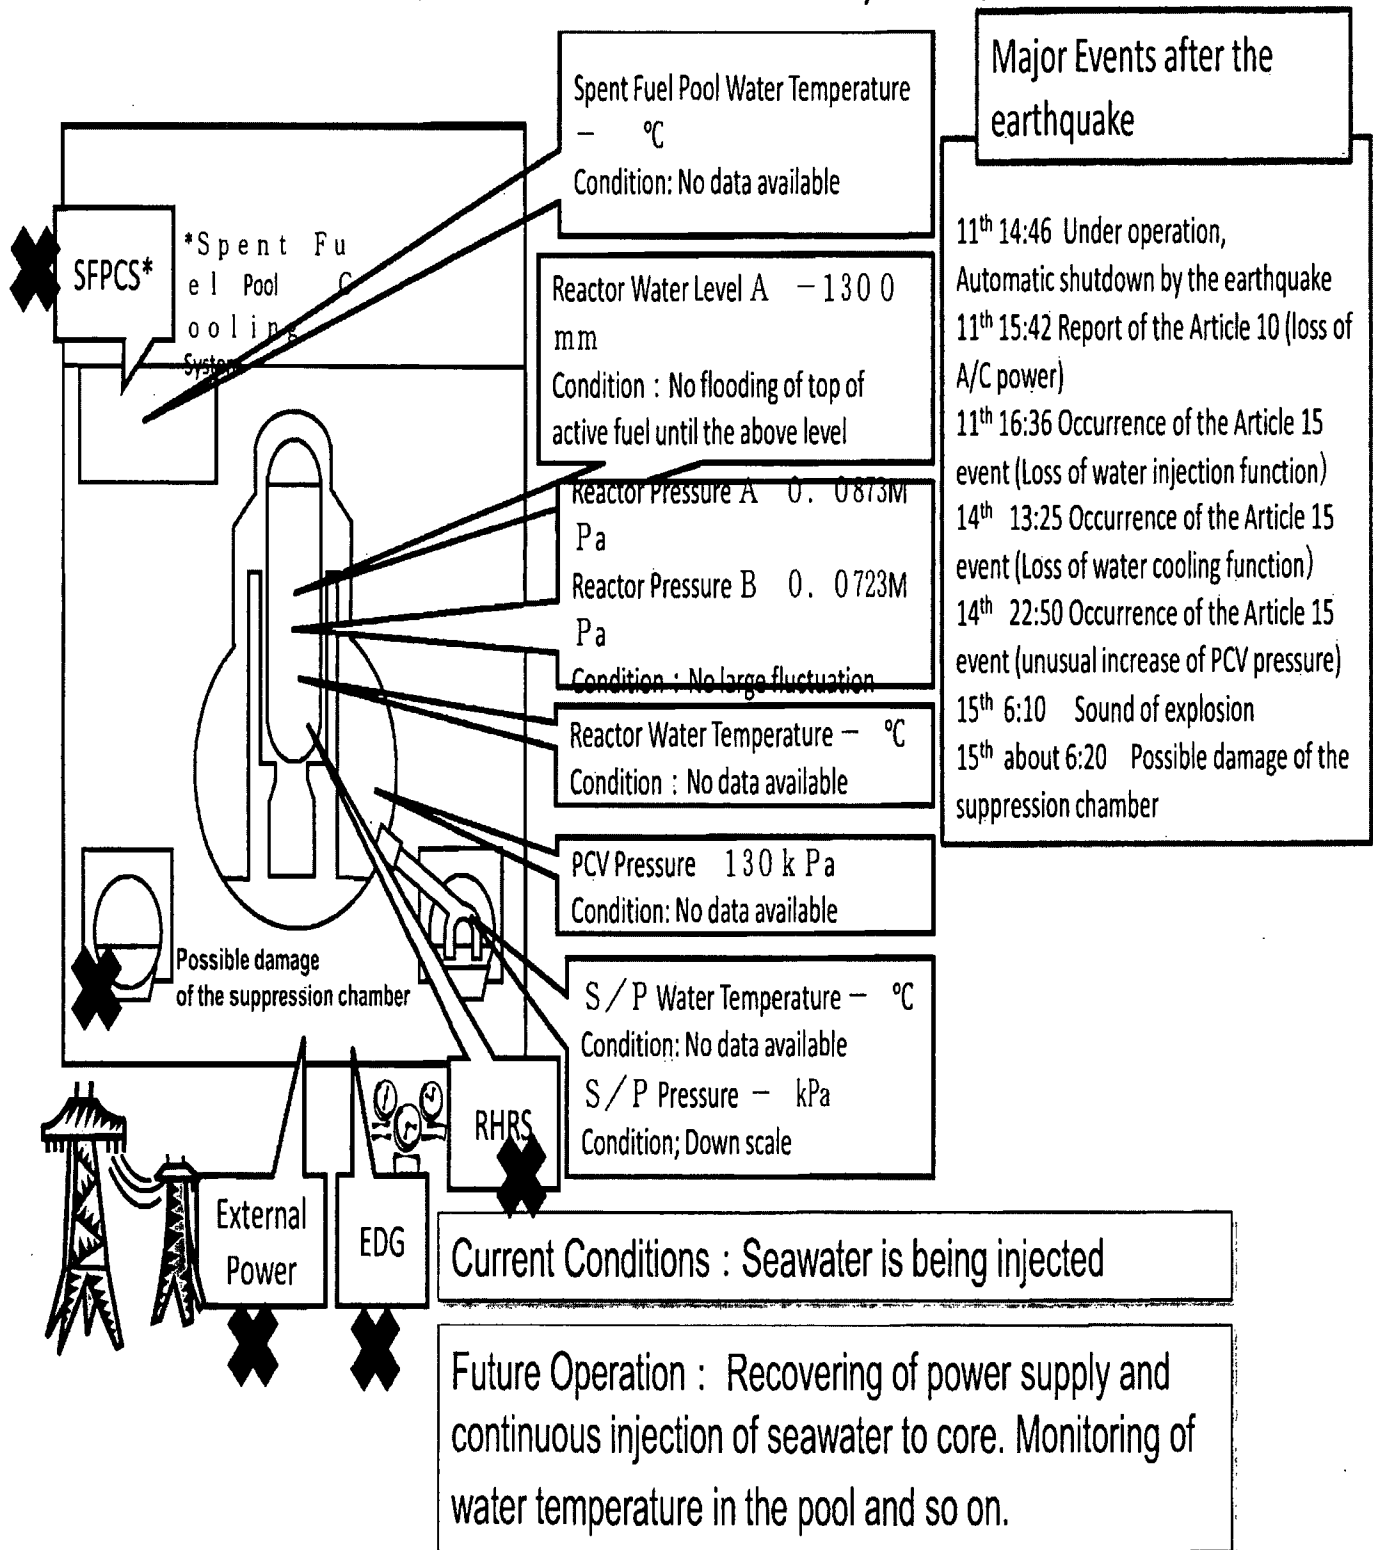 Spent Fuel Pool Water Temperature
－ ℃
Condition: No data available
Major Events after the
earthquake
11th 14:46 Under operation,
Automatic shutdown by the earthquake
11th 15:42 Report of the Article 10 (loss of
A/C power)
11th 16:36 Occurrence of the Article 15
event (Loss of water injection function)
14th 13:25 Occurrence of the Article 15
event (Loss of water cooling function)
14th 22:50 Occurrence of the Article 15
event (unusual increase of PCV pressure)
15th 6:10 Sound of explosion
15th about 6:20 Possible damage of the
suppression chamber
SFPCS*
*Spent Fu
el Pool C
ooling
System
Reactor Water Level A －1300
mm
Condition：No flooding of top of
active fuel until the above level
Reactor Pressure A 0. 0873M
Pa
Reactor Pressure B 0. 0723M
Pa
Condition：No large fluctuation
Reactor Water Temperature－ ℃
Condition：No data available
PCV Pressure 130kPa
Condition: No data available
S／P Water Temperature－ ℃
Condition: No data available
S／P Pressure－ kPa
Condition; Down scale
Possible damage
of the suppression chamber
RHRS
External
Power
EDG
Current Conditions：Seawater is being injected
Future Operation： Recovering of power supply and
continuous injection of seawater to core. Monitoring of
water temperature in the pool and so on.